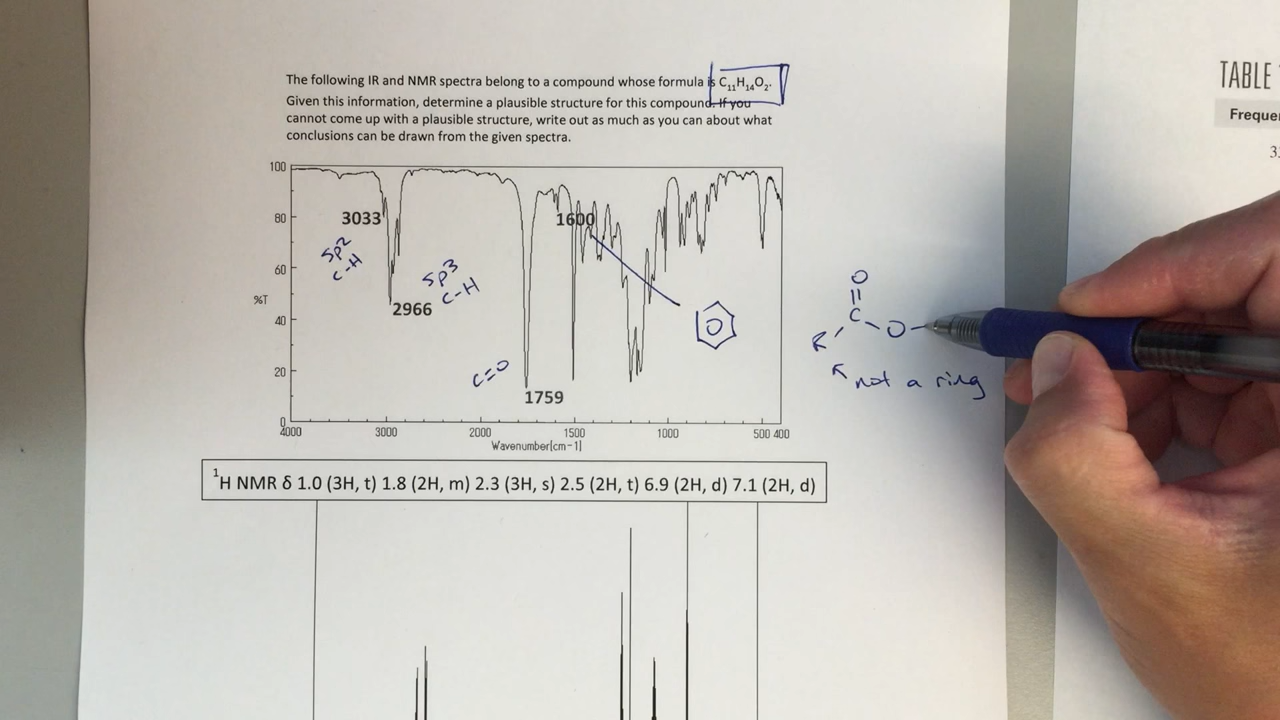 The following IR and NMR spectra belong to a compound whose formula is C₁₁H₁₄O₂.
Given this information, determine a plausible structure for this compound. If you
cannot come up with a plausible structure, write out as much as you can about what
conclusions can be drawn from the given spectra.
TABLE
100
80
60
%T
40
20
0
3033
sp2
C-H
sp3
C-H
2966
1600
C=O
1759
4000
3000
2000
1500
1000
500 400
Wavenumber[cm-1]
O
C
R
O
not a ring
¹H NMR δ 1.0 (3H, t) 1.8 (2H, m) 2.3 (3H, s) 2.5 (2H, t) 6.9 (2H, d) 7.1 (2H, d)